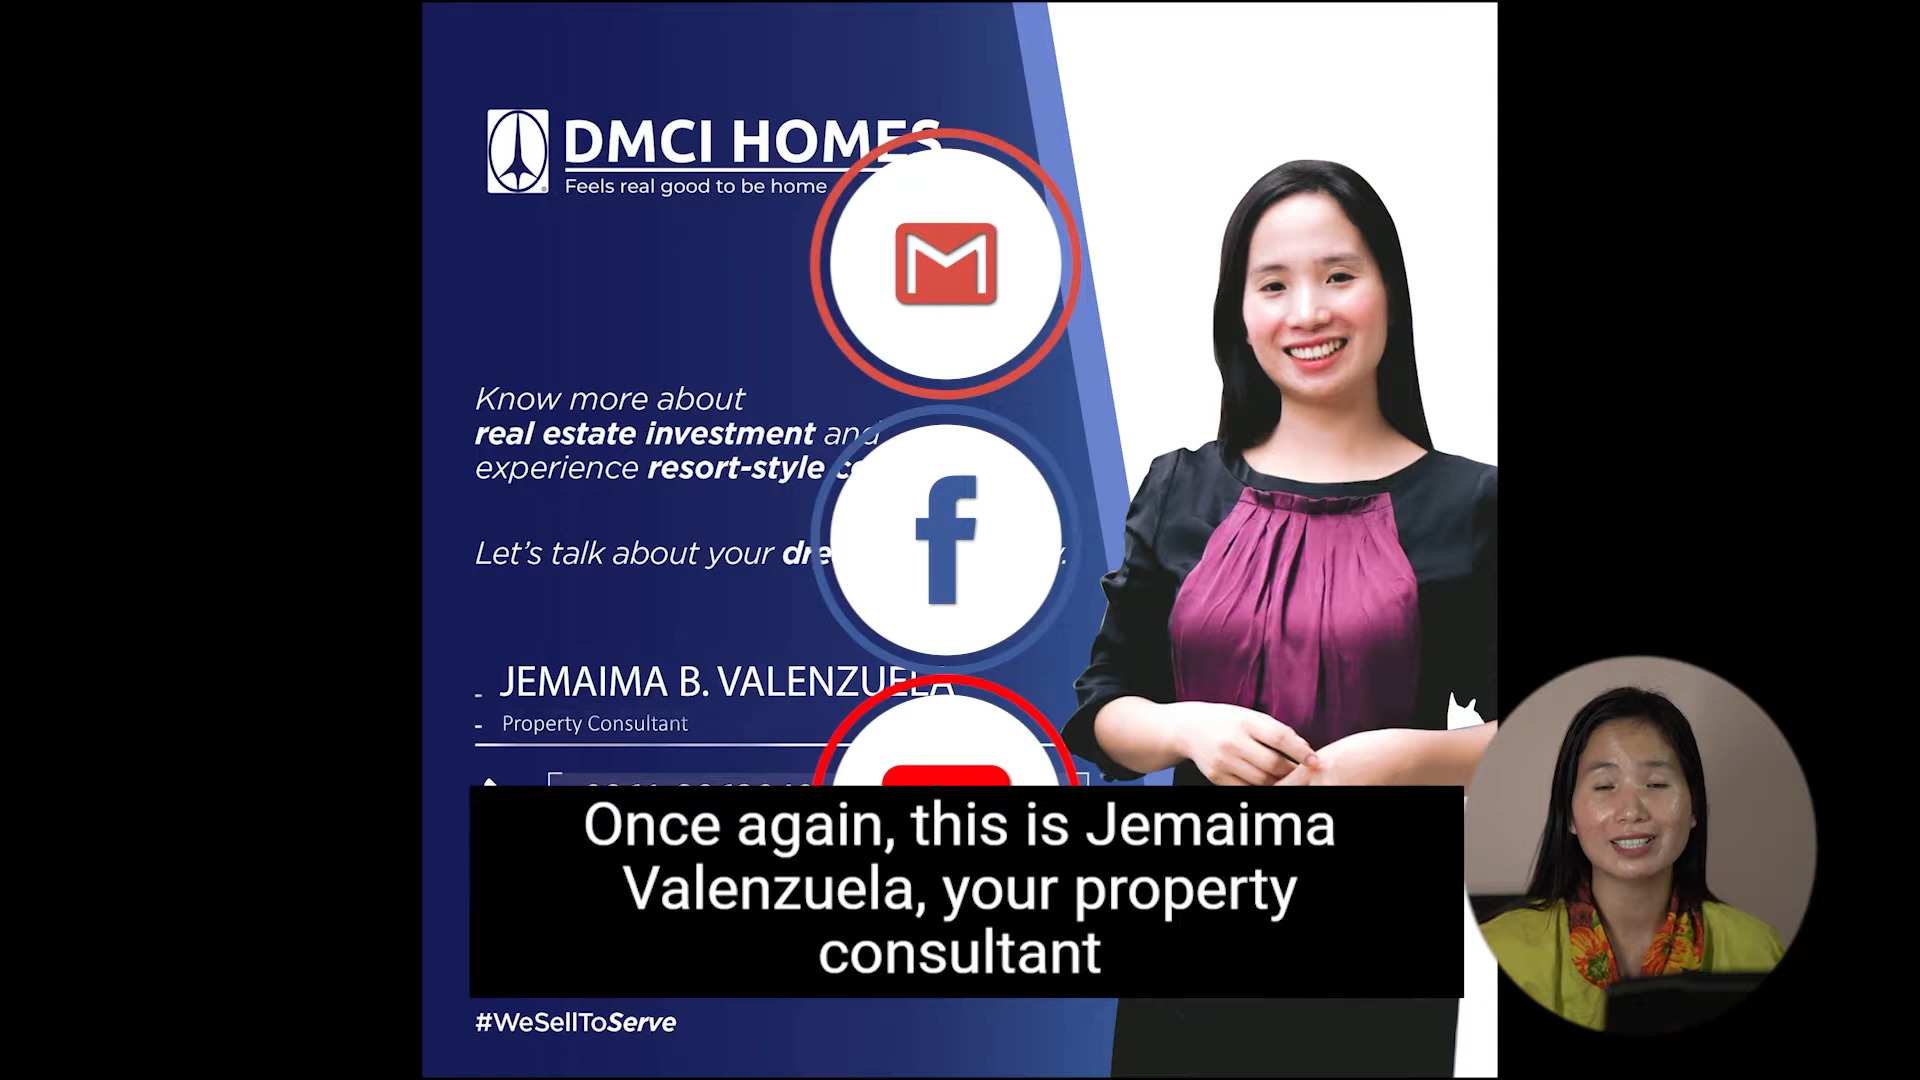 DMCI HOMES
Feels real good to be home
Know more about
real estate investment and
experience resort-style
Let's talk about your
JEMAIMA B. VALENZUELA
- Property Consultant
Once again, this is Jemaima
Valenzuela, your property
consultant
#WeSellToServe